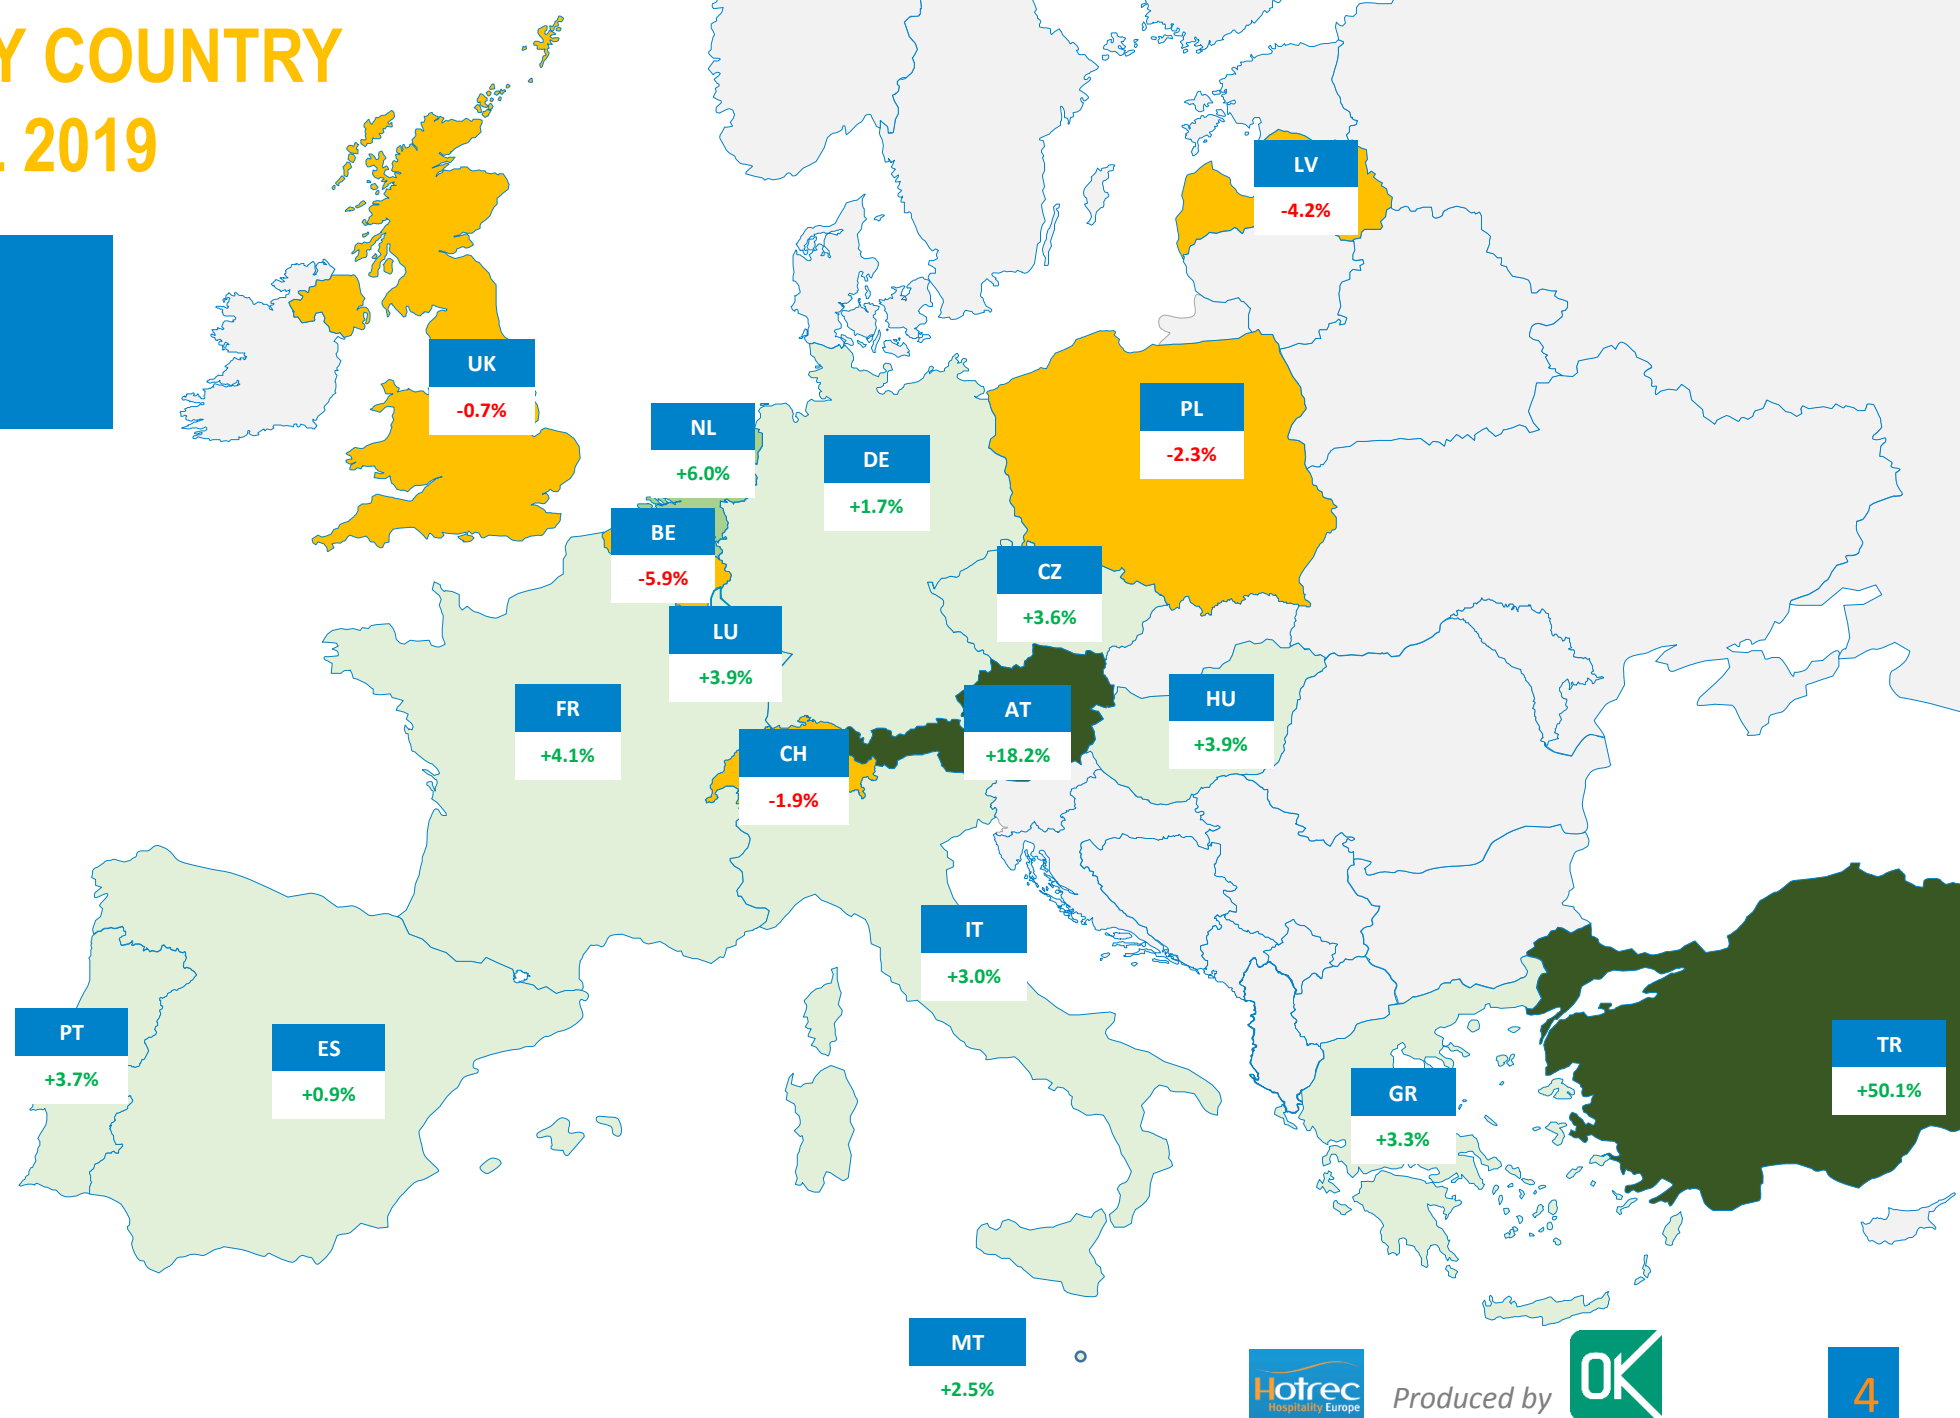 Y COUNTRY
2019
LV
-4.2%
UK
-0.7%
PL
-2.3%
NL
+6.0%
DE
+1.7%
BE
-5.9%
CZ
+3.6%
LU
+3.9%
FR
+4.1%
AT
+18.2%
HU
+3.9%
CH
-1.9%
IT
+3.0%
PT
+3.7%
ES
+0.9%
TR
+50.1%
GR
+3.3%
MT
+2.5%
Hotrec
Hospitality Europe
Produced by
OK
4